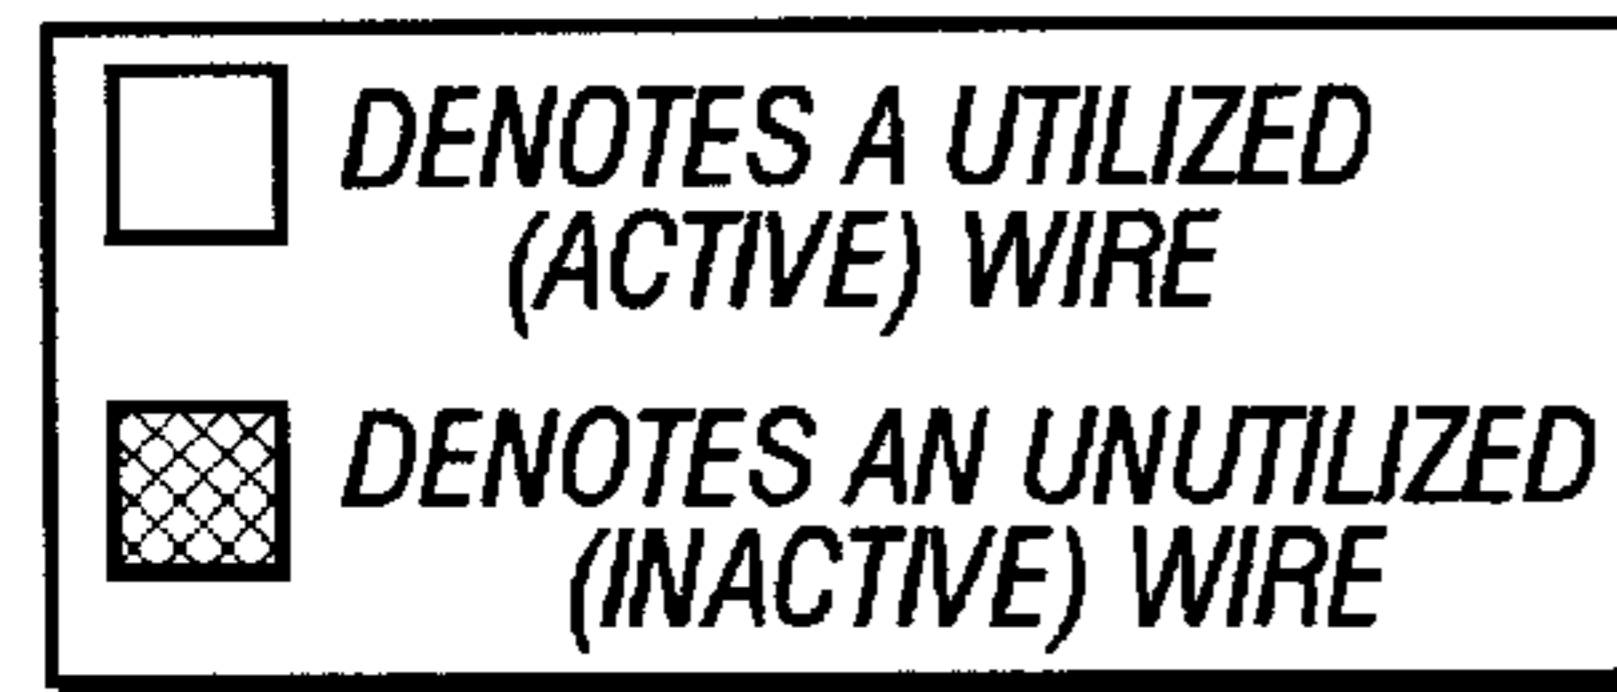 DENOTES A UTILIZED
(ACTIVE) WIRE
DENOTES AN UNUTILIZED
(INACTIVE) WIRE